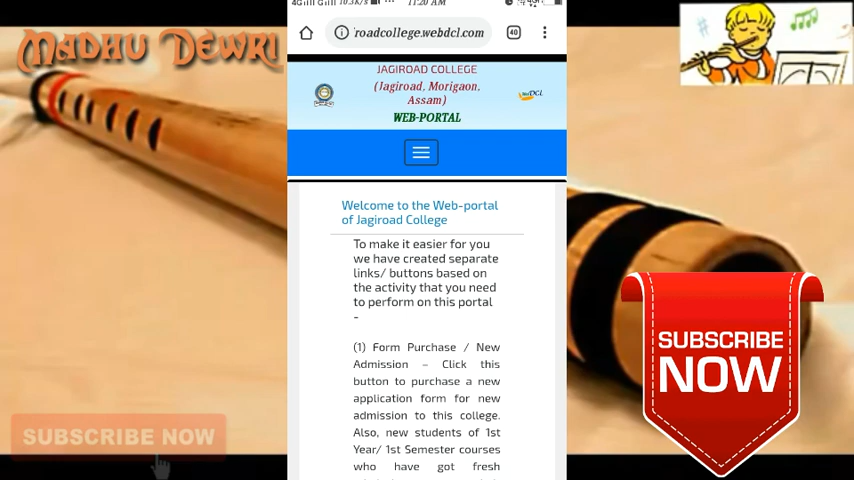 MADHU DEWRI
11:20 AM
'roadcollege.webdcl.com
40
JAGIROAD COLLEGE
(Jagiroad, Morigaon,
Assam)
WEB-PORTAL
Welcome to the Web-portal
of Jagiroad College
To make it easier for you
we have created separate
links/ buttons based on
the activity that you need
to perform on this portal
-
(1) Form Purchase / New
Admission – Click this
button to purchase a new
application form for new
admission to this college.
Also, new students of 1st
Year/ 1st Semester courses
who have got fresh
SUBSCRIBE
NOW
SUBSCRIBE NOW